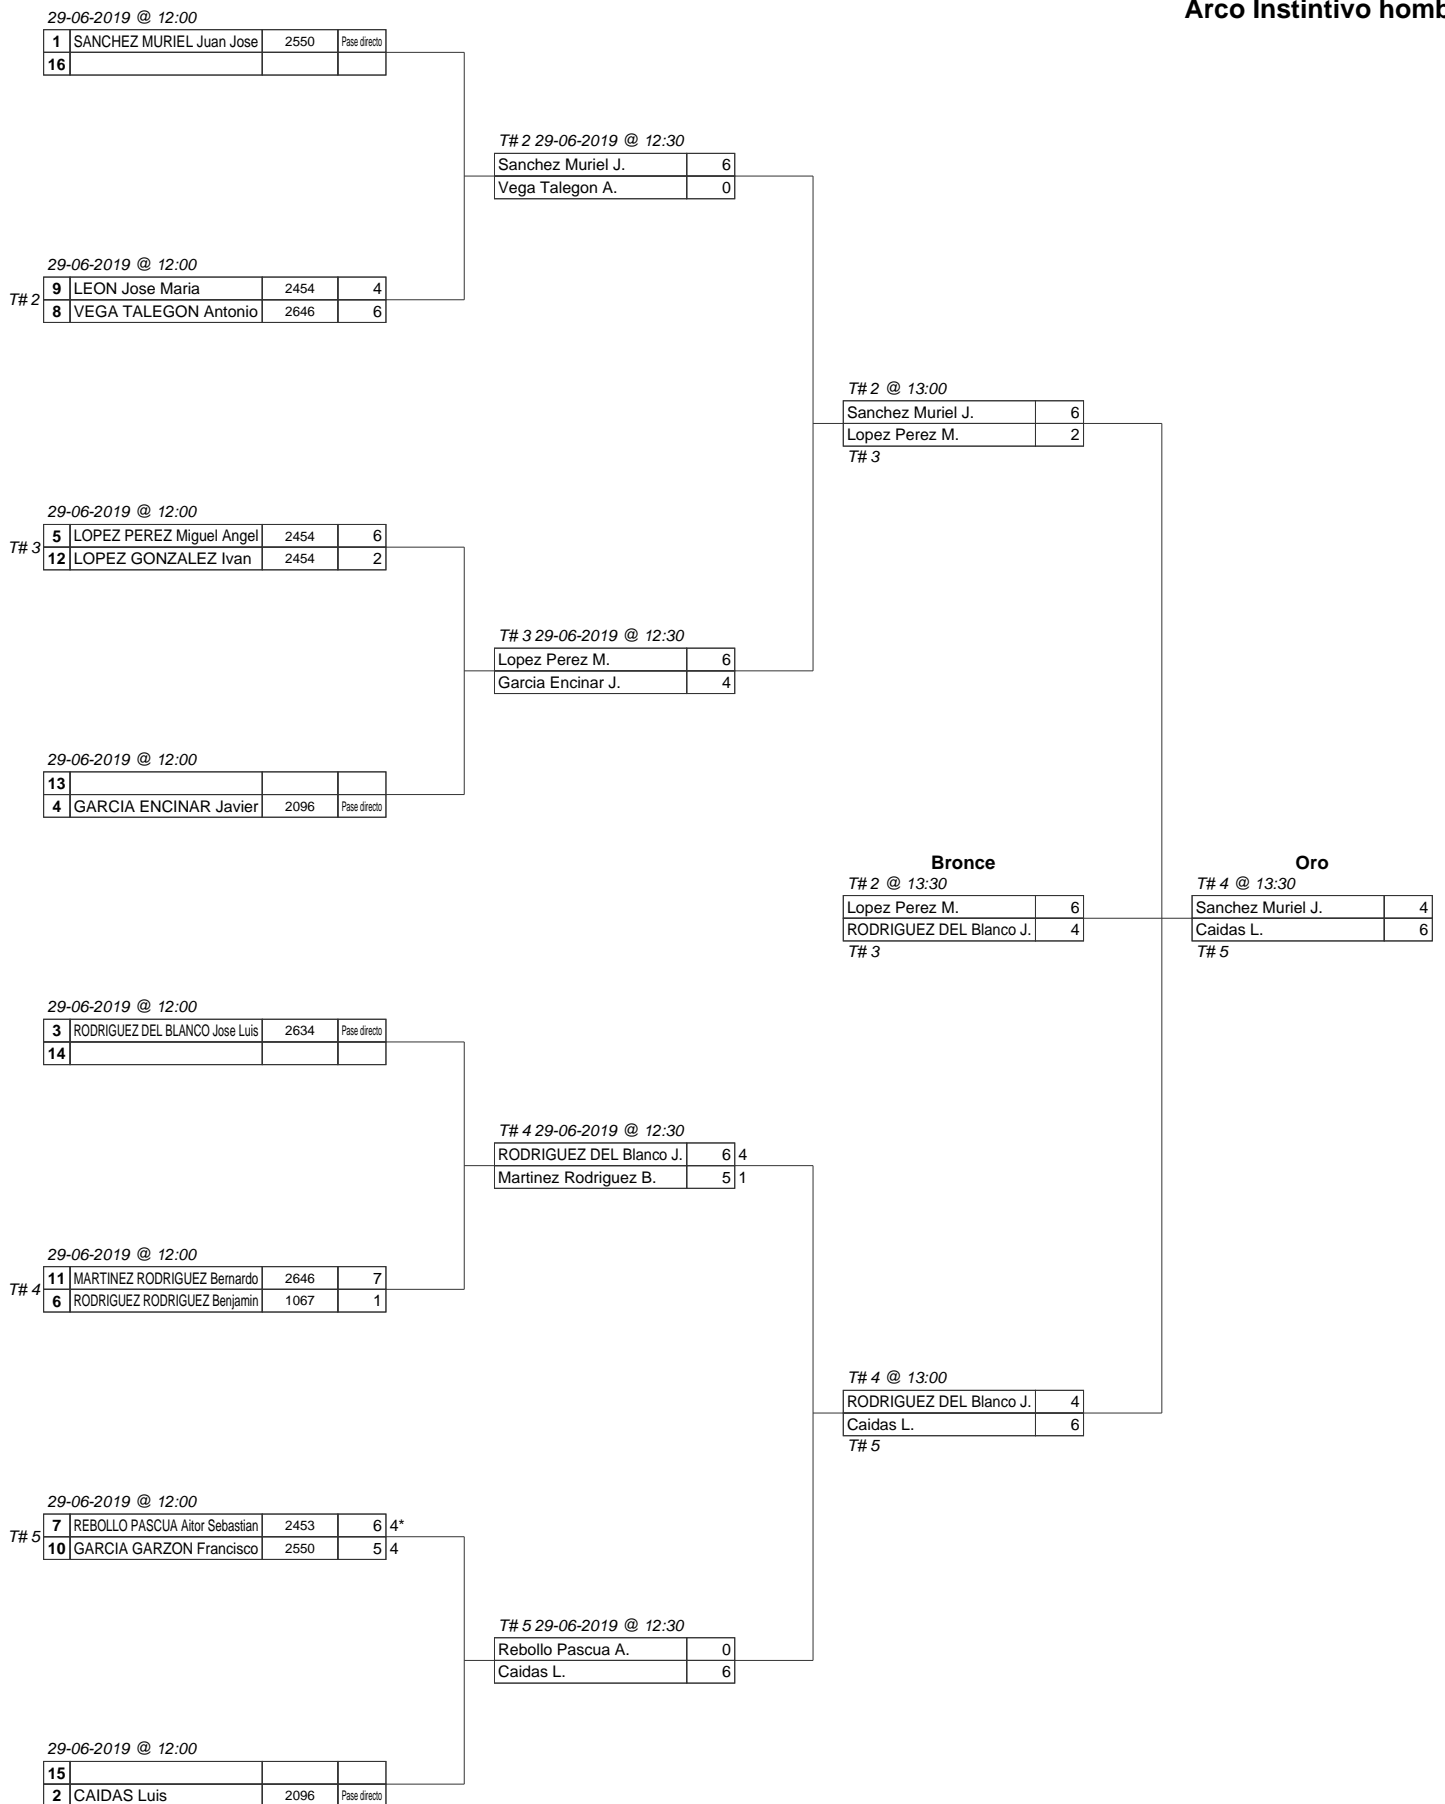 Arco Instintivo homb
29-06-2019 @ 12:00
1 SANCHEZ MURIEL Juan Jose 2550 Pase directo
16
T# 2 29-06-2019 @ 12:30
Sanchez Muriel J. 6
Vega Talegon A. 0
29-06-2019 @ 12:00
T# 2
9 LEON Jose Maria 2454 4
8 VEGA TALEGON Antonio 2646 6
T# 2 @ 13:00
Sanchez Muriel J. 6
Lopez Perez M. 2
T# 3
29-06-2019 @ 12:00
T# 3
5 LOPEZ PEREZ Miguel Angel 2454 6
12 LOPEZ GONZALEZ Ivan 2454 2
T# 3 29-06-2019 @ 12:30
Lopez Perez M. 6
Garcia Encinar J. 4
29-06-2019 @ 12:00
13
4 GARCIA ENCINAR Javier 2096 Pase directo
Bronce
T# 2 @ 13:30
Lopez Perez M. 6
RODRIGUEZ DEL Blanco J. 4
T# 3
Oro
T# 4 @ 13:30
Sanchez Muriel J. 4
Caidas L. 6
T# 5
29-06-2019 @ 12:00
3 RODRIGUEZ DEL BLANCO Jose Luis 2634 Pase directo
14
T# 4 29-06-2019 @ 12:30
RODRIGUEZ DEL Blanco J. 6 4
Martinez Rodriguez B. 5 1
29-06-2019 @ 12:00
T# 4
11 MARTINEZ RODRIGUEZ Bernardo 2646 7
6 RODRIGUEZ RODRIGUEZ Benjamin 1067 1
T# 4 @ 13:00
RODRIGUEZ DEL Blanco J. 4
Caidas L. 6
T# 5
29-06-2019 @ 12:00
T# 5
7 REBOLLO PASCUA Aitor Sebastian 2453 6 4*
10 GARCIA GARZON Francisco 2550 5 4
T# 5 29-06-2019 @ 12:30
Rebollo Pascua A. 0
Caidas L. 6
29-06-2019 @ 12:00
15
2 CAIDAS Luis 2096 Pase directo